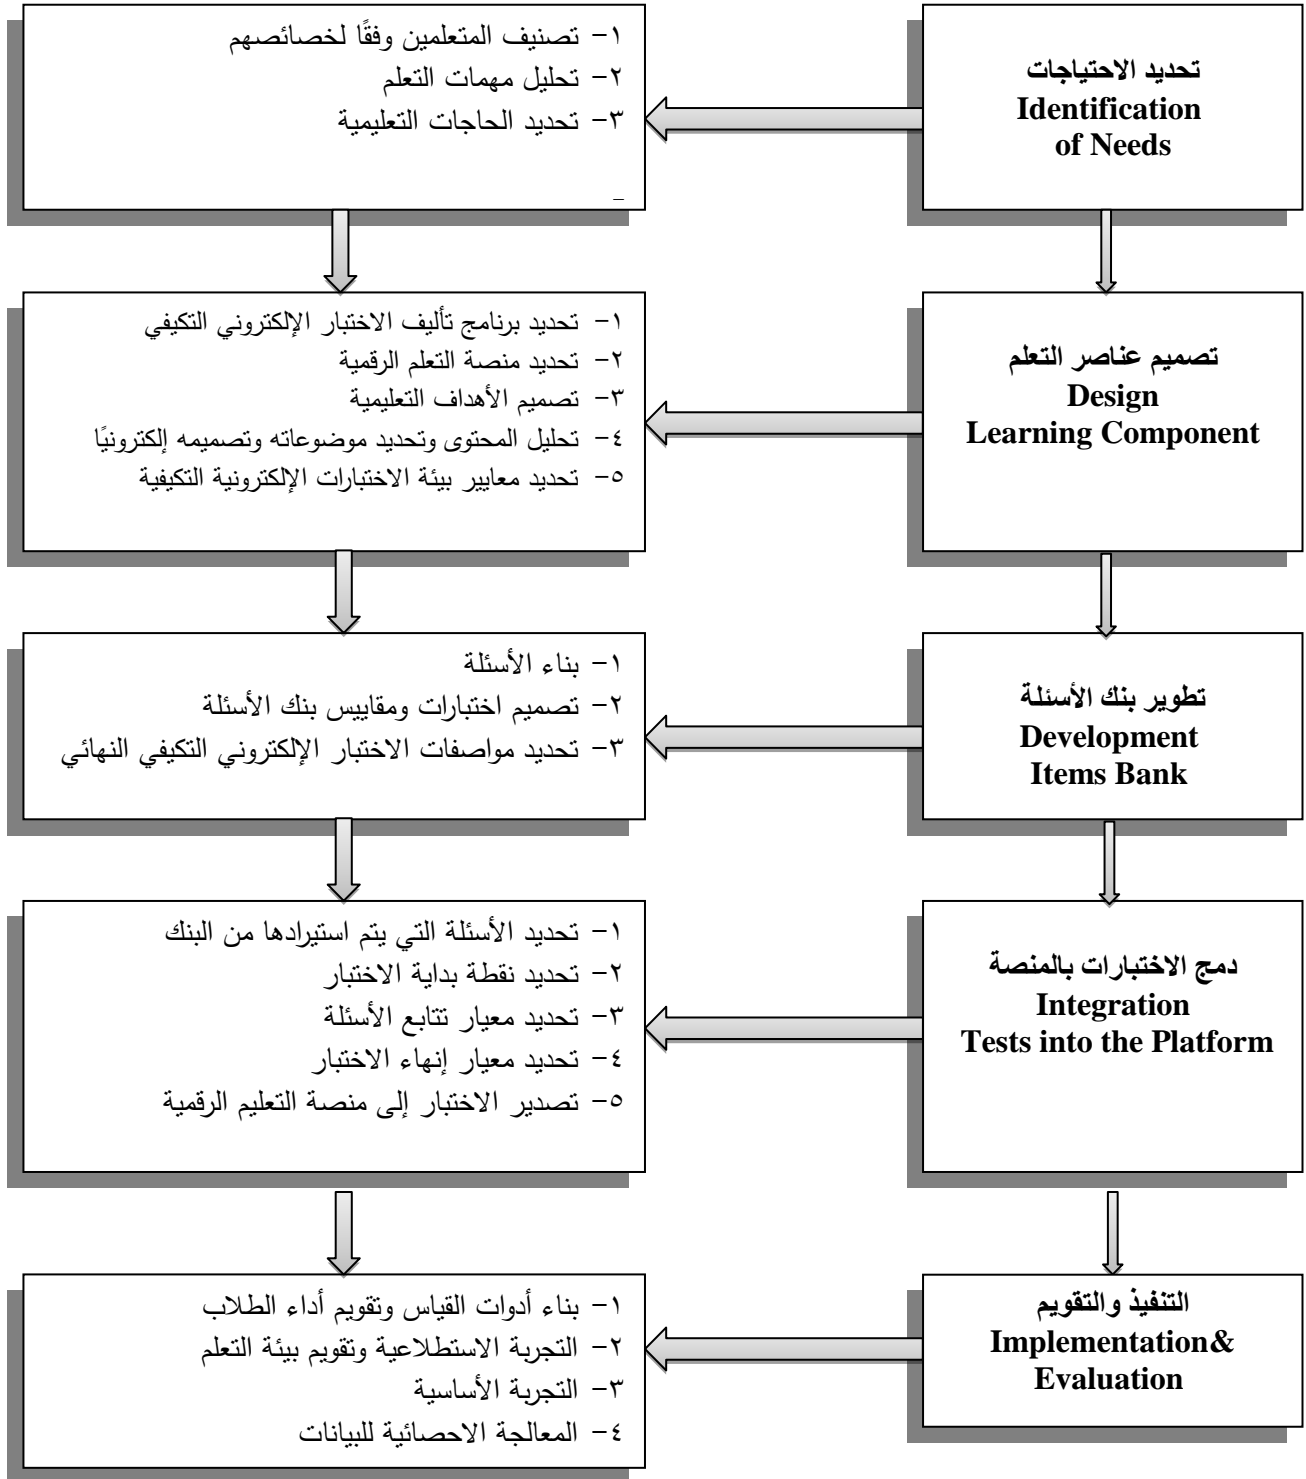 تحديد الاحتياجات
Identification
of Needs
١- تصنيف المتعلمين وفقًا لخصائصهم
٢- تحليل مهمات التعلم
٣- تحديد الحاجات التعليمية
-
تصميم عناصر التعلم
Design
Learning Component
١- تحديد برنامج تأليف الاختبار الإلكتروني التكيفي
٢- تحديد منصة التعلم الرقمية
٣- تصميم الأهداف التعليمية
٤- تحليل المحتوى وتحديد موضوعاته وتصميمه إلكترونيًا
٥- تحديد معايير بيئة الاختبارات الإلكترونية التكيفية
تطوير بنك الأسئلة
Development
Items Bank
١- بناء الأسئلة
٢- تصميم اختبارات ومقاييس بنك الأسئلة
٣- تحديد مواصفات الاختبار الإلكتروني التكيفي النهائي
دمج الاختبارات بالمنصة
Integration
Tests into the Platform
١- تحديد الأسئلة التي يتم استيرادها من البنك
٢- تحديد نقطة بداية الاختبار
٣- تحديد معيار تتابع الأسئلة
٤- تحديد معيار إنهاء الاختبار
٥- تصدير الاختبار إلى منصة التعليم الرقمية
التنفيذ والتقويم
Implementation&
Evaluation
١- بناء أدوات القياس وتقويم أداء الطلاب
٢- التجربة الاستطلاعية وتقويم بيئة التعلم
٣- التجربة الأساسية
٤- المعالجة الاحصائية للبيانات